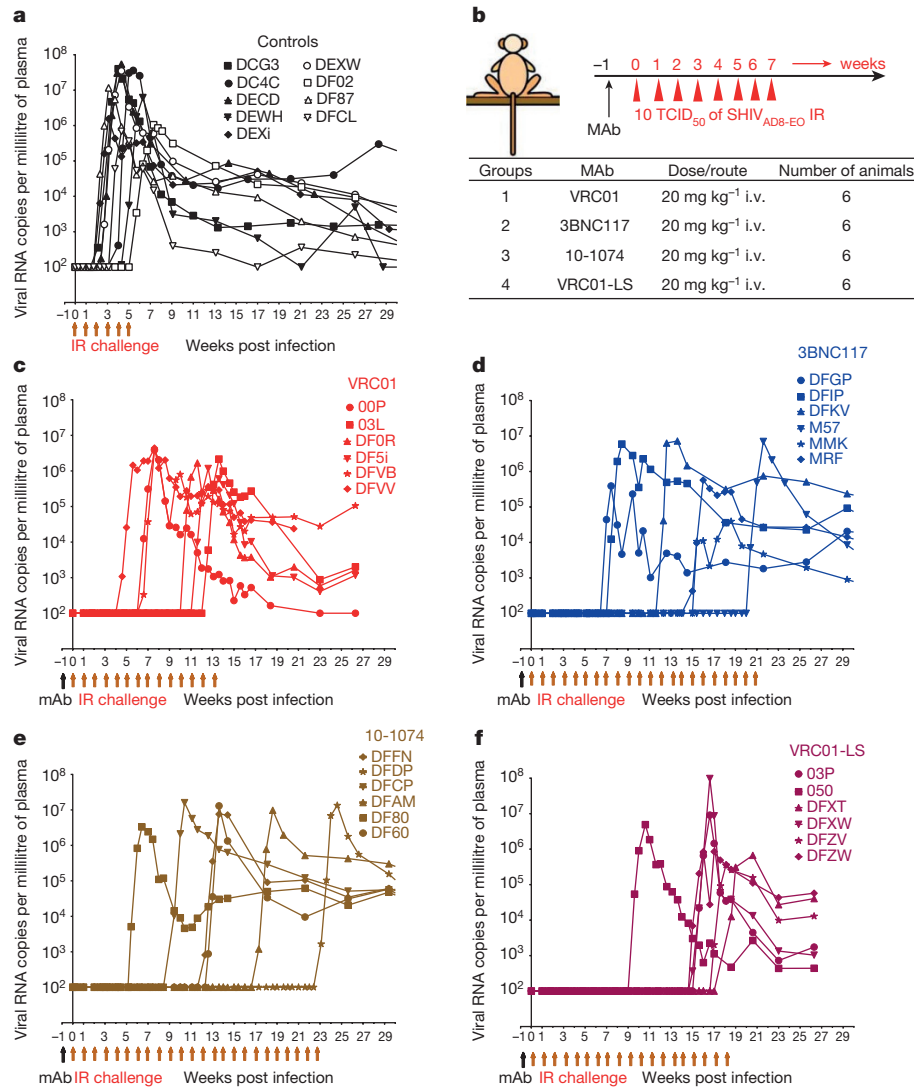 a
Controls
DCG3
DC4C
DECD
DEWH
DEXi
DEXW
DF02
DF87
DFCL
Viral RNA copies per millilitre of plasma
10⁸
10⁷
10⁶
10⁵
10⁴
10³
10²
−1 0 1 3 5 7 9 11 13 15 17 19 21 23 25 27 29
IR challenge Weeks post infection
b
−1 0 1 2 3 4 5 6 7 weeks
MAb
10 TCID₅₀ of SHIV_AD8-EO IR
Groups MAb Dose/route Number of animals
1 VRC01 20 mg kg⁻¹ i.v. 6
2 3BNC117 20 mg kg⁻¹ i.v. 6
3 10-1074 20 mg kg⁻¹ i.v. 6
4 VRC01-LS 20 mg kg⁻¹ i.v. 6
c
VRC01
00P
03L
DF0R
DF5i
DFVB
DFVV
Viral RNA copies per millilitre of plasma
10⁸
10⁷
10⁶
10⁵
10⁴
10³
10²
−1 0 1 3 5 7 9 11 13 15 17 19 21 23 25 27 29
mAb IR challenge Weeks post infection
d
3BNC117
DFGP
DFIP
DFKV
M57
MMK
MRF
Viral RNA copies per millilitre of plasma
10⁸
10⁷
10⁶
10⁵
10⁴
10³
10²
−1 0 1 3 5 7 9 11 13 15 17 19 21 23 25 27 29
mAb IR challenge Weeks post infection
e
10-1074
DFFN
DFDP
DFCP
DFAM
DF80
DF60
Viral RNA copies per millilitre of plasma
10⁸
10⁷
10⁶
10⁵
10⁴
10³
10²
−1 0 1 3 5 7 9 11 13 15 17 19 21 23 25 27 29
mAb IR challenge Weeks post infection
f
VRC01-LS
03P
050
DFXT
DFXW
DFZV
DFZW
Viral RNA copies per millilitre of plasma
10⁸
10⁷
10⁶
10⁵
10⁴
10³
10²
−1 0 1 3 5 7 9 11 13 15 17 19 21 23 25 27 29
mAb IR challenge Weeks post infection